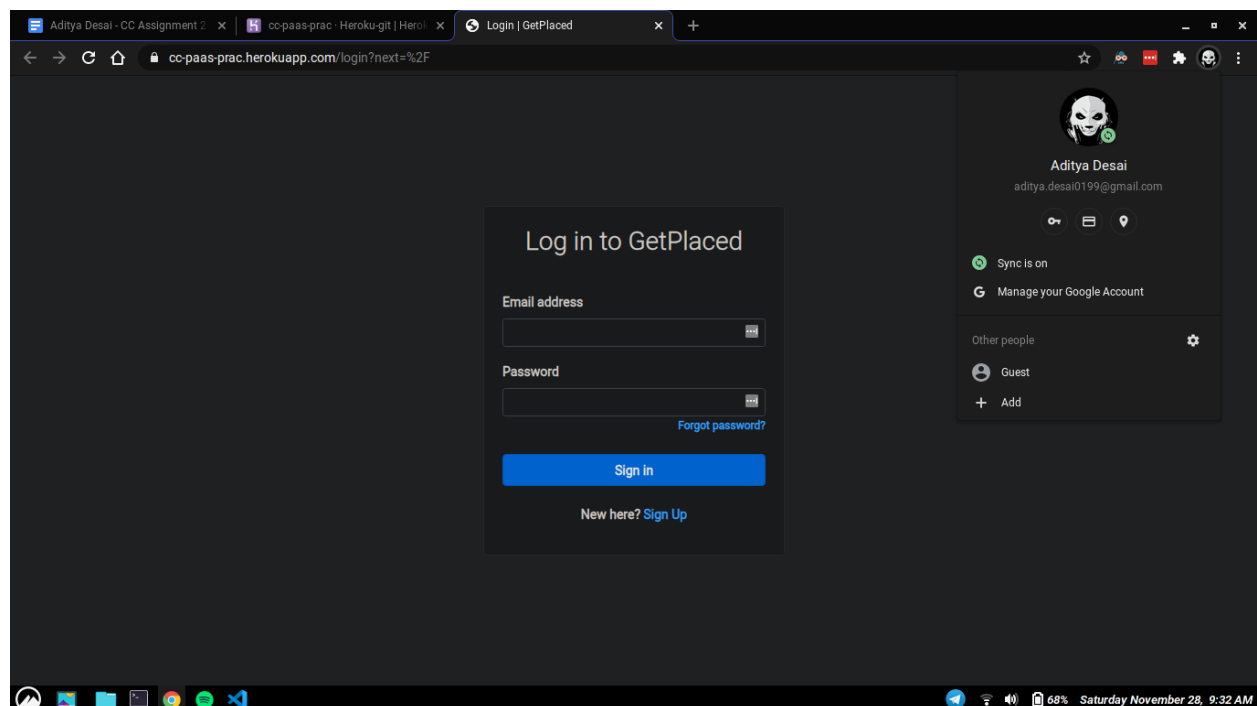 Aditya Desai - CC Assignment 2
cc-paas-prac · Heroku-git | Herok
Login | GetPlaced
cc-paas-prac.herokuapp.com/login?next=%2F
Aditya Desai
aditya.desai0199@gmail.com
Sync is on
G Manage your Google Account
Other people
Guest
Add
Log in to GetPlaced
Email address
Password
Forgot password?
Sign in
New here? Sign Up
68% Saturday November 28, 9:32 AM